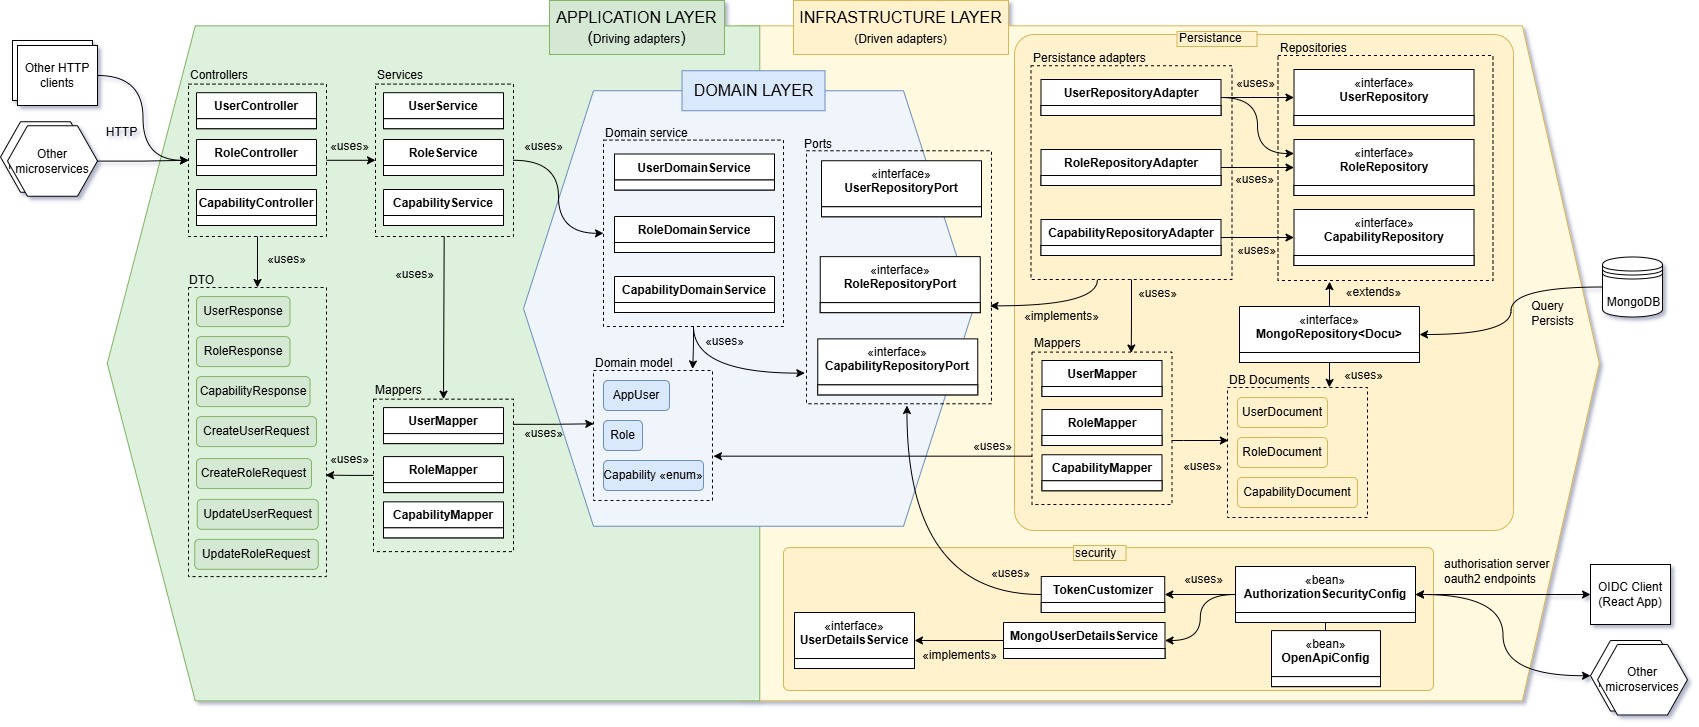 APPLICATION LAYER
(Driving adapters)
INFRASTRUCTURE LAYER
(Driven adapters)
DOMAIN LAYER
Other HTTP
clients
HTTP
Other
microservices
Controllers
UserController
RoleController
CapabilityController
«uses»
Services
UserService
RoleService
CapabilityService
«uses»
«uses»
«uses»
DTO
UserResponse
RoleResponse
CapabilityResponse
CreateUserRequest
CreateRoleRequest
UpdateUserRequest
UpdateRoleRequest
«uses»
Mappers
UserMapper
RoleMapper
CapabilityMapper
«uses»
Domain service
UserDomainService
RoleDomainService
CapabilityDomainService
«uses»
Domain model
AppUser
Role
Capability «enum»
Ports
«interface»
UserRepositoryPort
«interface»
RoleRepositoryPort
«interface»
CapabilityRepositoryPort
Persistance
Persistance adapters
UserRepositoryAdapter
RoleRepositoryAdapter
CapabilityRepositoryAdapter
«uses»
«uses»
«uses»
Repositories
«interface»
UserRepository
«interface»
RoleRepository
«interface»
CapabilityRepository
«implements»
«uses»
«extends»
«interface»
MongoRepository<Docu>
«uses»
Query
Persists
MongoDB
Mappers
UserMapper
RoleMapper
CapabilityMapper
«uses»
«uses»
DB Documents
UserDocument
RoleDocument
CapabilityDocument
security
«uses»
TokenCustomizer
«uses»
«bean»
AuthorizationSecurityConfig
«interface»
UserDetailsService
«implements»
MongoUserDetailsService
«bean»
OpenApiConfig
authorisation server
oauth2 endpoints
OIDC Client
(React App)
Other
microservices